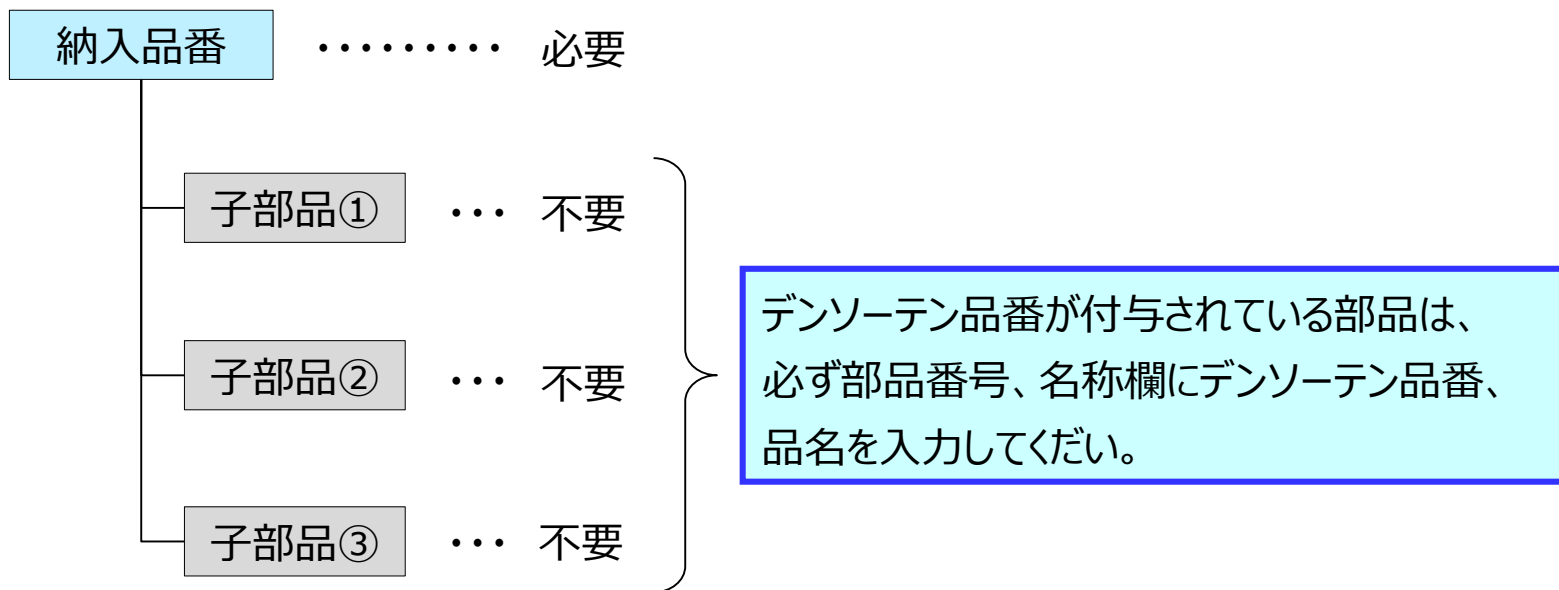 納入品番 ・・・・・・・・・ 必要
子部品① ・・・ 不要
子部品② ・・・ 不要
子部品③ ・・・ 不要
デンソーテン品番が付与されている部品は、
必ず部品番号、名称欄にデンソーテン品番、
品名を入力してくだい。